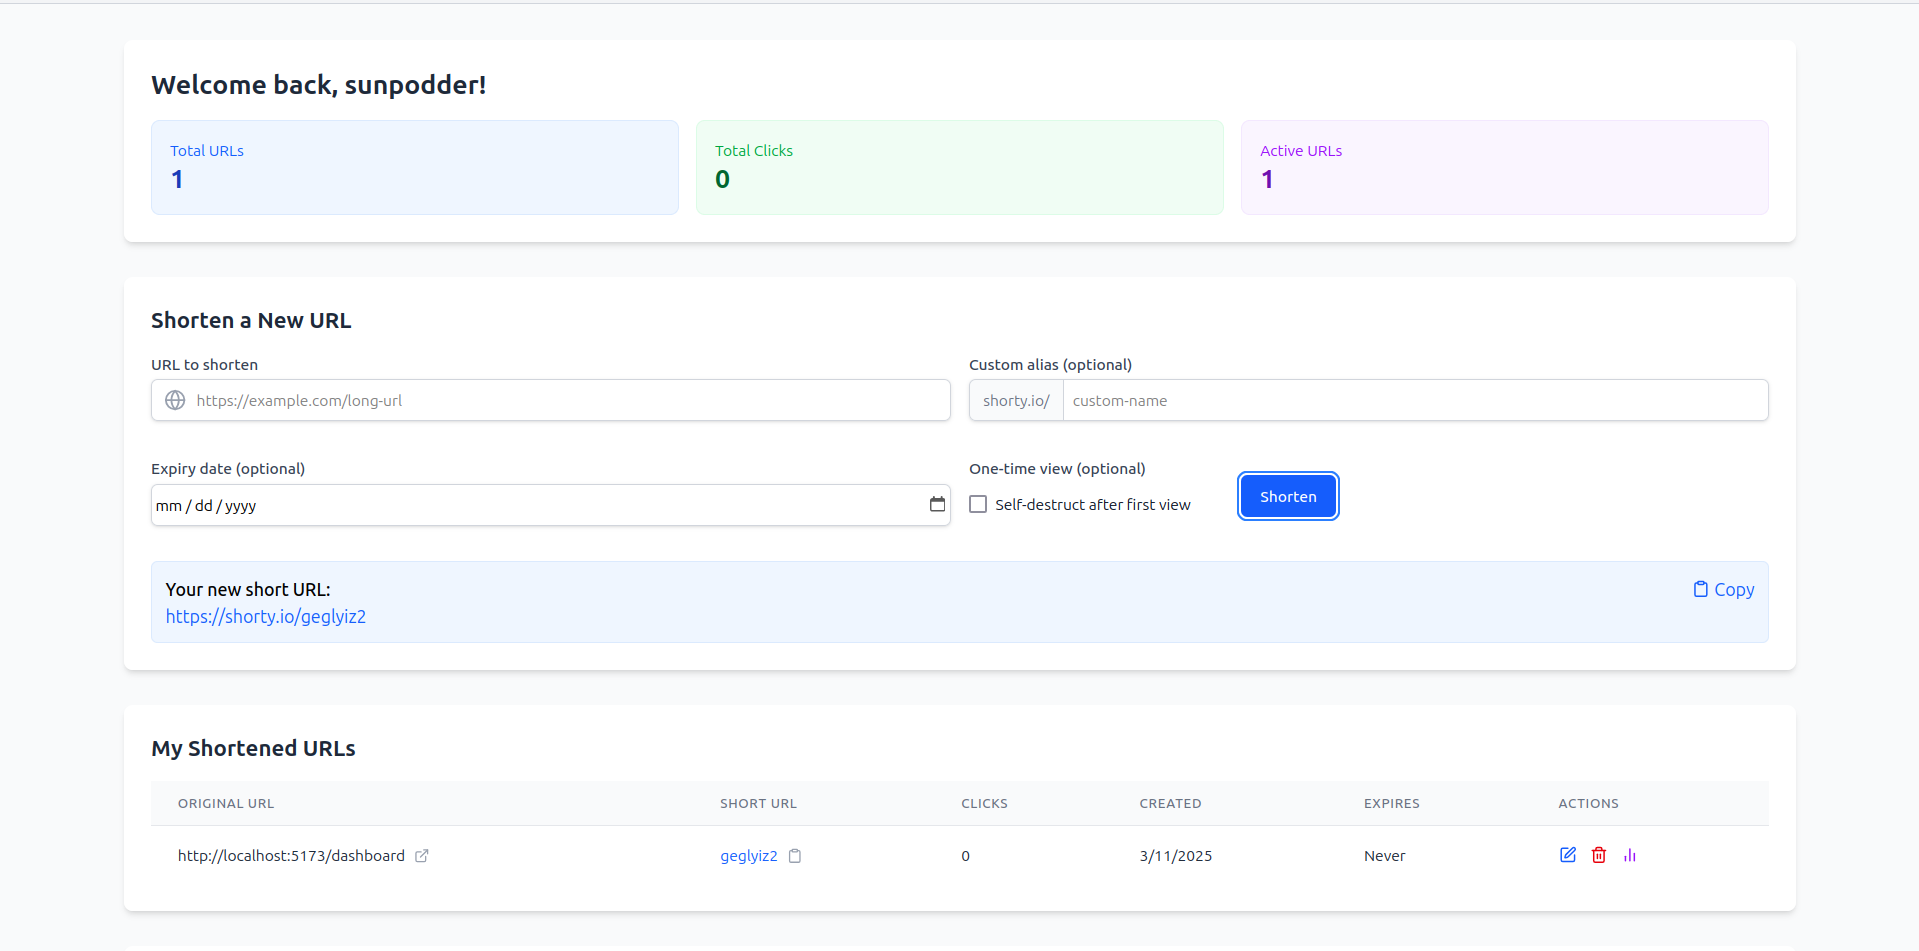 Welcome back, sunpodder!
Total URLs
1
Total Clicks
0
Active URLs
1
Shorten a New URL
URL to shorten
https://example.com/long-url
Custom alias (optional)
shorty.io/ custom-name
Expiry date (optional)
mm / dd / yyyy
One-time view (optional)
Self-destruct after first view
Shorten
Your new short URL:
https://shorty.io/geglyiz2
Copy
My Shortened URLs
ORIGINAL URL SHORT URL CLICKS CREATED EXPIRES ACTIONS
http://localhost:5173/dashboard geglyiz2 0 3/11/2025 Never